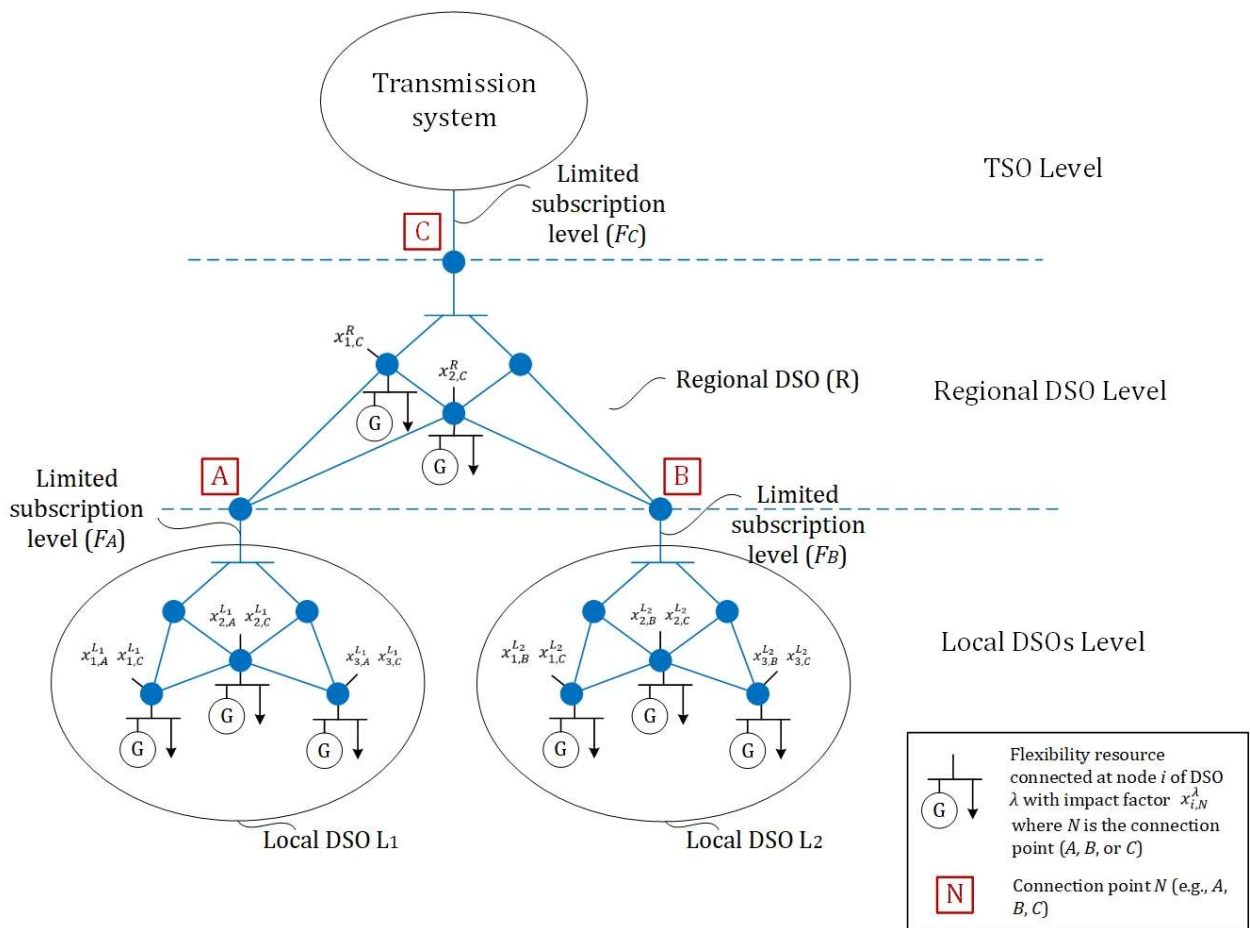 Transmission
system
TSO Level
Limited
subscription
level (FC)
C
x^R_{1,C}
x^R_{2,C}
G
G
Regional DSO (R)
Regional DSO Level
A
B
Limited
subscription
level (FA)
Limited
subscription
level (FB)
x^{L1}_{1,A} x^{L1}_{1,C}
x^{L1}_{2,A} x^{L1}_{2,C}
x^{L1}_{3,A} x^{L1}_{3,C}
G
G
G
x^{L2}_{1,B} x^{L2}_{1,C}
x^{L2}_{2,B} x^{L2}_{2,C}
x^{L2}_{3,B} x^{L2}_{3,C}
G
G
G
Local DSOs Level
Local DSO L1
Local DSO L2
G
Flexibility resource
connected at node i of DSO
λ with impact factor x^λ_{i,N}
where N is the connection
point (A, B, or C)
N
Connection point N (e.g., A,
B, C)